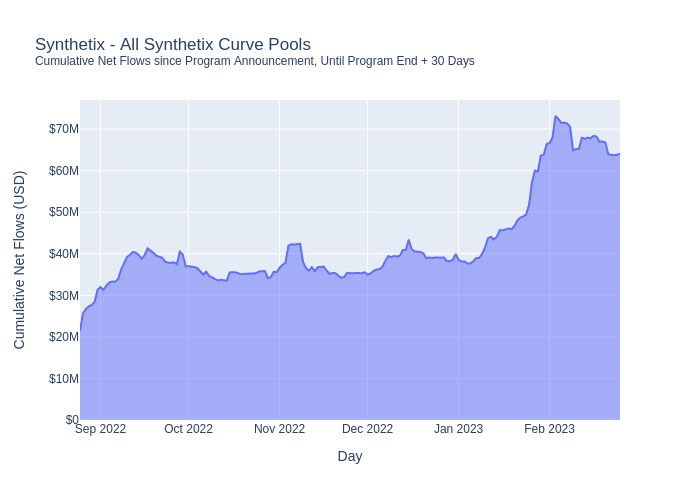 Synthetix - All Synthetix Curve Pools
Cumulative Net Flows since Program Announcement, Until Program End + 30 Days
Cumulative Net Flows (USD)
$70M
$60M
$50M
$40M
$30M
$20M
$10M
$0
Sep 2022
Oct 2022
Nov 2022
Dec 2022
Jan 2023
Feb 2023
Day